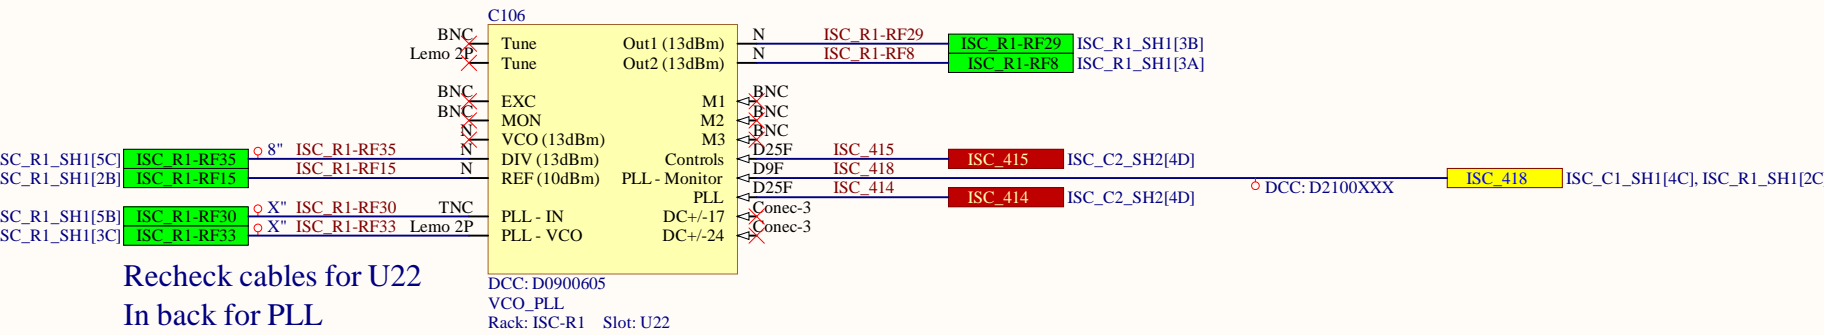 C106
BNC Tune Out1 (13dBm) N ISC_R1-RF29 ISC_R1-RF29 ISC_R1_SH1[3B]
Lemo 2P Tune Out2 (13dBm) N ISC_R1-RF8 ISC_R1-RF8 ISC_R1_SH1[3A]
BNC EXC M1 BNC
BNC MON M2 BNC
N VCO (13dBm) M3 BNC
SC_R1_SH1[5C] ISC_R1-RF35 8" ISC_R1-RF35 N DIV (13dBm) Controls D25F ISC_415 ISC_415 ISC_C2_SH2[4D]
SC_R1_SH1[2B] ISC_R1-RF15 ISC_R1-RF15 N REF (10dBm) PLL - Monitor D9F ISC_418 ISC_418 ISC_C1_SH1[4C], ISC_R1_SH1[2C
DCC: D2100XXX
PLL D25F ISC_414 ISC_414 ISC_C2_SH2[4D]
SC_R1_SH1[5B] ISC_R1-RF30 X" ISC_R1-RF30 TNC PLL - IN DC+/-17 Conec-3
SC_R1_SH1[3C] ISC_R1-RF33 X" ISC_R1-RF33 Lemo 2P PLL - VCO DC+/-24 Conec-3
Recheck cables for U22
In back for PLL
DCC: D0900605
VCO_PLL
Rack: ISC-R1 Slot: U22